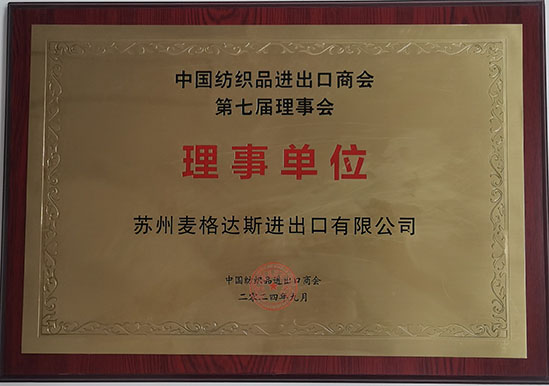 中国纺织品进出口商会
第七届理事会
理事单位
苏州麦格达斯进出口有限公司
中国纺织品进出口商会
二〇二四年九月